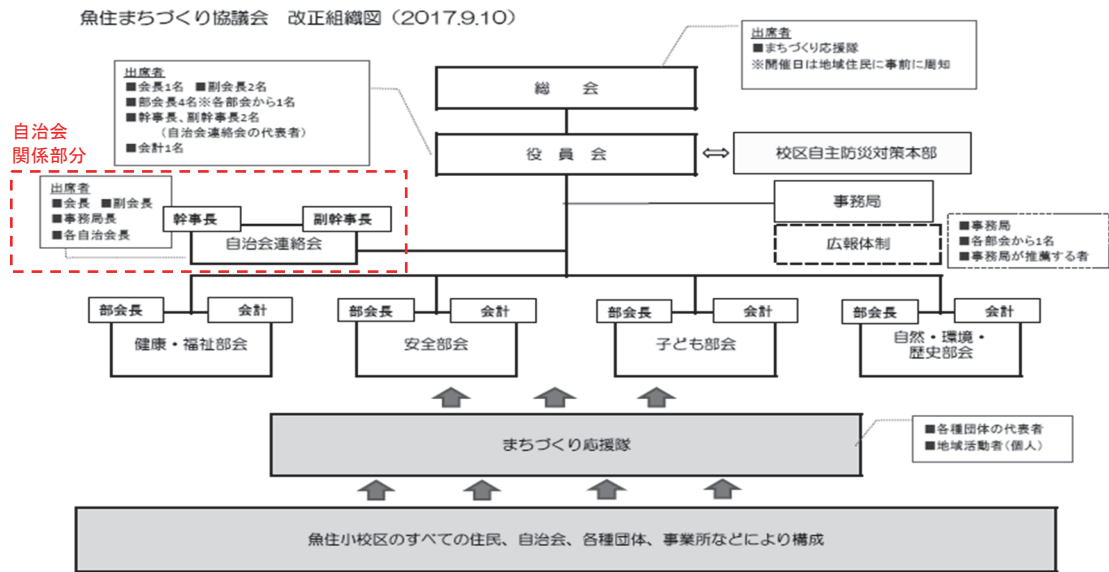 魚住まちづくり協議会　改正組織図（2017.9.10）
出席者
■まちづくり応援隊
※開催日は地域住民に事前に周知
総　会
出席者
■会長1名　■副会長2名
■部会長4名※各部会から1名
■幹事長、副幹事長2名
（自治会連絡会の代表者）
■会計1名
役　員　会
校区自主防災対策本部
自治会
関係部分
出席者
■会長　■副会長
■事務局長
■各自治会長
幹事長
副幹事長
自治会連絡会
事務局
広報体制
■事務局
■各部会から1名
■事務局が推薦する者
部会長
会計
健康・福祉部会
部会長
会計
安全部会
部会長
会計
子ども部会
部会長
会計
自然・環境・
歴史部会
まちづくり応援隊
■各種団体の代表者
■地域活動者（個人）
魚住小校区のすべての住民、自治会、各種団体、事業所などにより構成